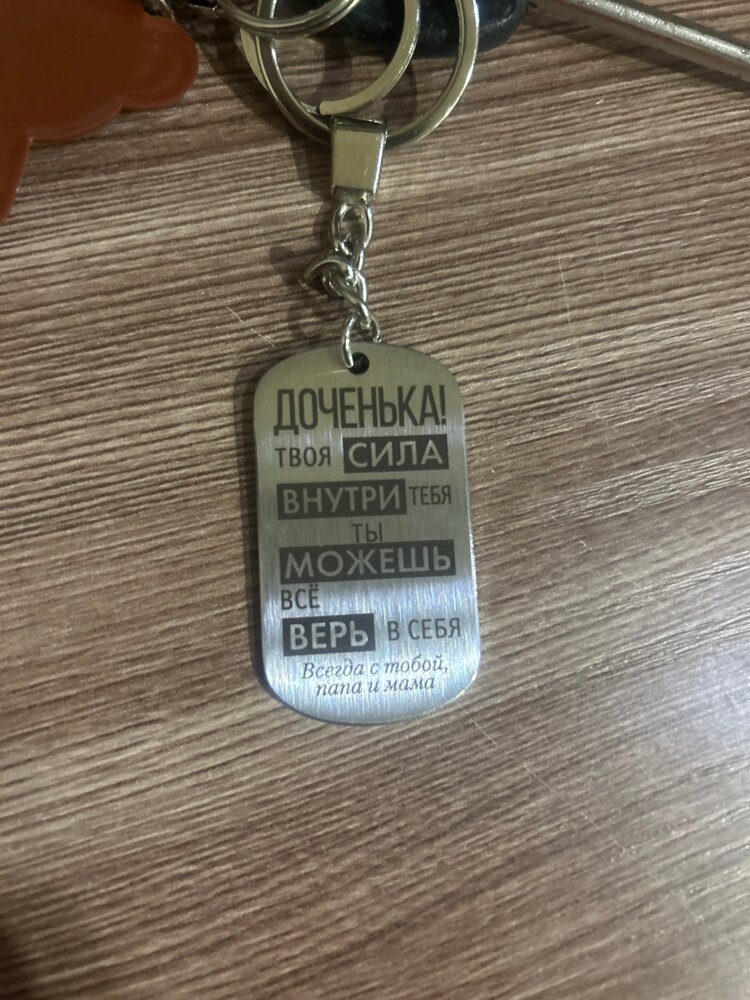 ДОЧЕНЬКА!
ТВОЯ СИЛА
ВНУТРИ ТЕБЯ
ТЫ
МОЖЕШЬ
ВСЁ
ВЕРЬ В СЕБЯ
Всегда с тобой,
папа и мама